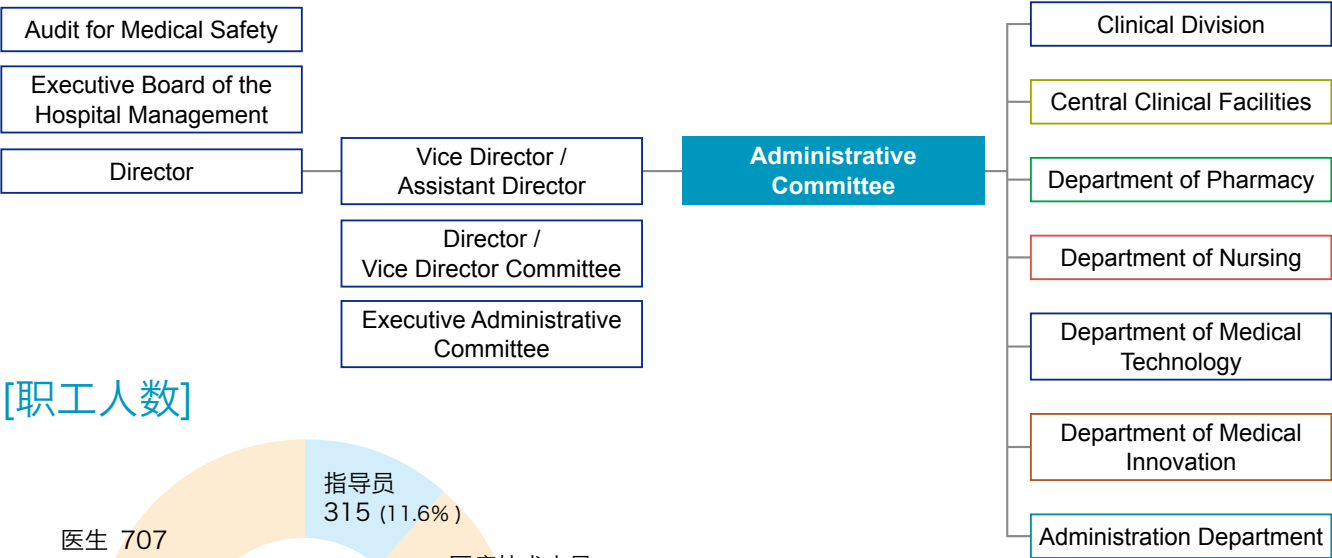 Audit for Medical Safety
Executive Board of the
Hospital Management
Director
Vice Director /
Assistant Director
Director /
Vice Director Committee
Executive Administrative
Committee
Administrative
Committee
Clinical Division
Central Clinical Facilities
Department of Pharmacy
Department of Nursing
Department of Medical
Technology
Department of Medical
Innovation
Administration Department
[职工人数]
指导员
315 (11.6% )
医生 707